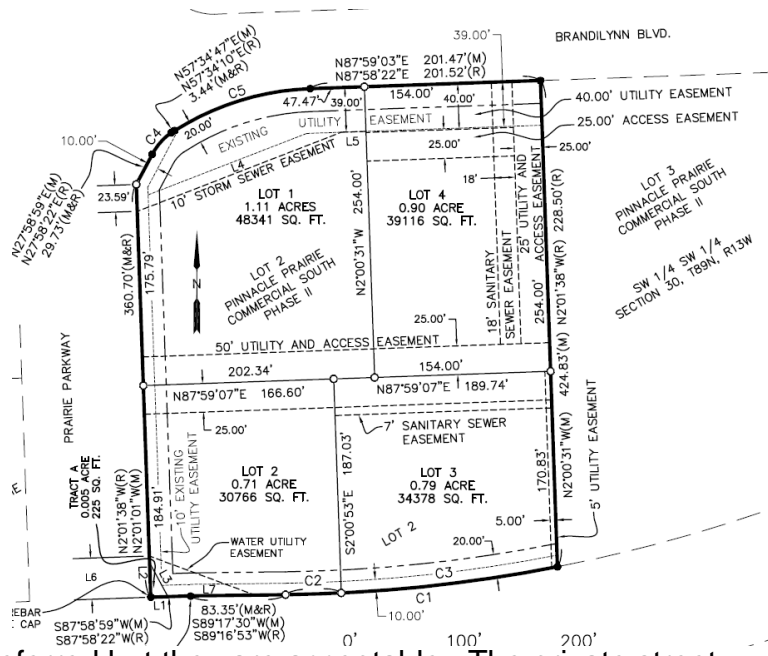 BRANDILYNN BLVD.
39.00'
N87°59'03"E 201.47'(M)
N87°58'22"E 201.52'(R)
N57°34'47"E(M)
N57°34'10"E(R)
3.44'(M&R)
C5
C4
20.00'
47.47'
39.00'
154.00'
40.00'
40.00' UTILITY EASEMENT
25.00' ACCESS EASEMENT
EXISTING UTILITY EASEMENT
10.00'
L4
L5
10' STORM SEWER EASEMENT
25.00'
25.00'
23.59'
N27°58'59"E(M)
N27°58'22"E(R)
29.73'(M&R)
LOT 1
1.11 ACRES
48341 SQ. FT.
LOT 4
0.90 ACRE
39116 SQ. FT.
18'
25' UTILITY AND
ACCESS EASEMENT
18' SANITARY
SEWER EASEMENT
LOT 3
PINNACLE PRAIRIE
COMMERCIAL SOUTH
PHASE II
SW 1/4 SW 1/4
SECTION 30, T89N, R13W
360.70'(M&R)
175.79'
N
LOT 2
PINNACLE PRAIRIE
COMMERCIAL SOUTH
PHASE II
N2°00'31"W 254.00'
254.00'
N2°01'38"W(R) 228.50'(R)
25.00'
50' UTILITY AND ACCESS EASEMENT
202.34'
154.00'
N87°59'07"E 166.60'
N87°59'07"E 189.74'
424.83'(M)
PRAIRIE PARKWAY
25.00'
7' SANITARY SEWER
EASEMENT
N2°00'31"W(M)
5' UTILITY EASEMENT
TRACT A
0.005 ACRE
225 SQ. FT.
N2°01'38"W(R)
N2°01'01"W(M)
184.91'
10' EXISTING
UTILITY EASEMENT
LOT 2
0.71 ACRE
30766 SQ. FT.
S2°00'53"E 187.03'
LOT 3
0.79 ACRE
34378 SQ. FT.
170.83'
LOT 2
5.00'
20.00'
WATER UTILITY
EASEMENT
L6
L2
L3
L1
L7
C2
C3
C1
EBAR
CAP
S87°58'59"W(M)
S87°58'22"W(R)
83.35'(M&R)
S89°17'30"W(M)
S89°16'53"W(R)
10.00'
0' 100' 200'